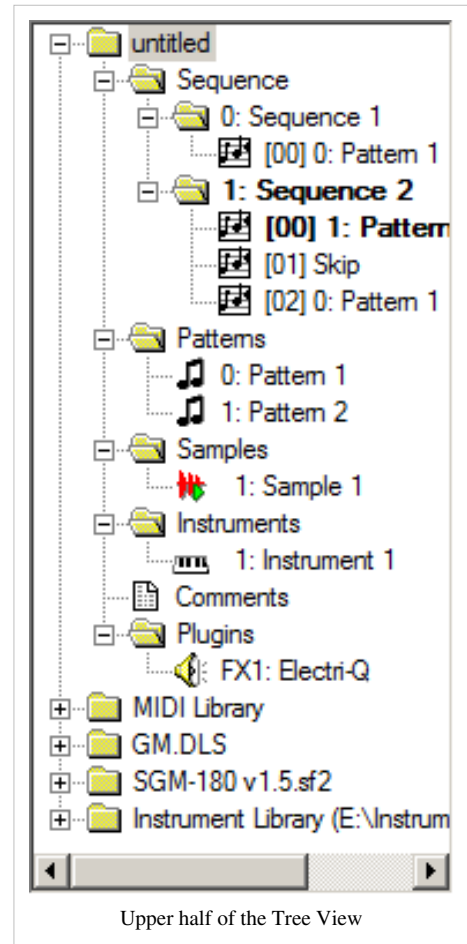 untitled
Sequence
0: Sequence 1
[00] 0: Pattern 1
1: Sequence 2
[00] 1: Pattern
[01] Skip
[02] 0: Pattern 1
Patterns
0: Pattern 1
1: Pattern 2
Samples
1: Sample 1
Instruments
1: Instrument 1
Comments
Plugins
FX1: Electri-Q
MIDI Library
GM.DLS
SGM-180 v1.5.sf2
Instrument Library (E:\Instrum
Upper half of the Tree View